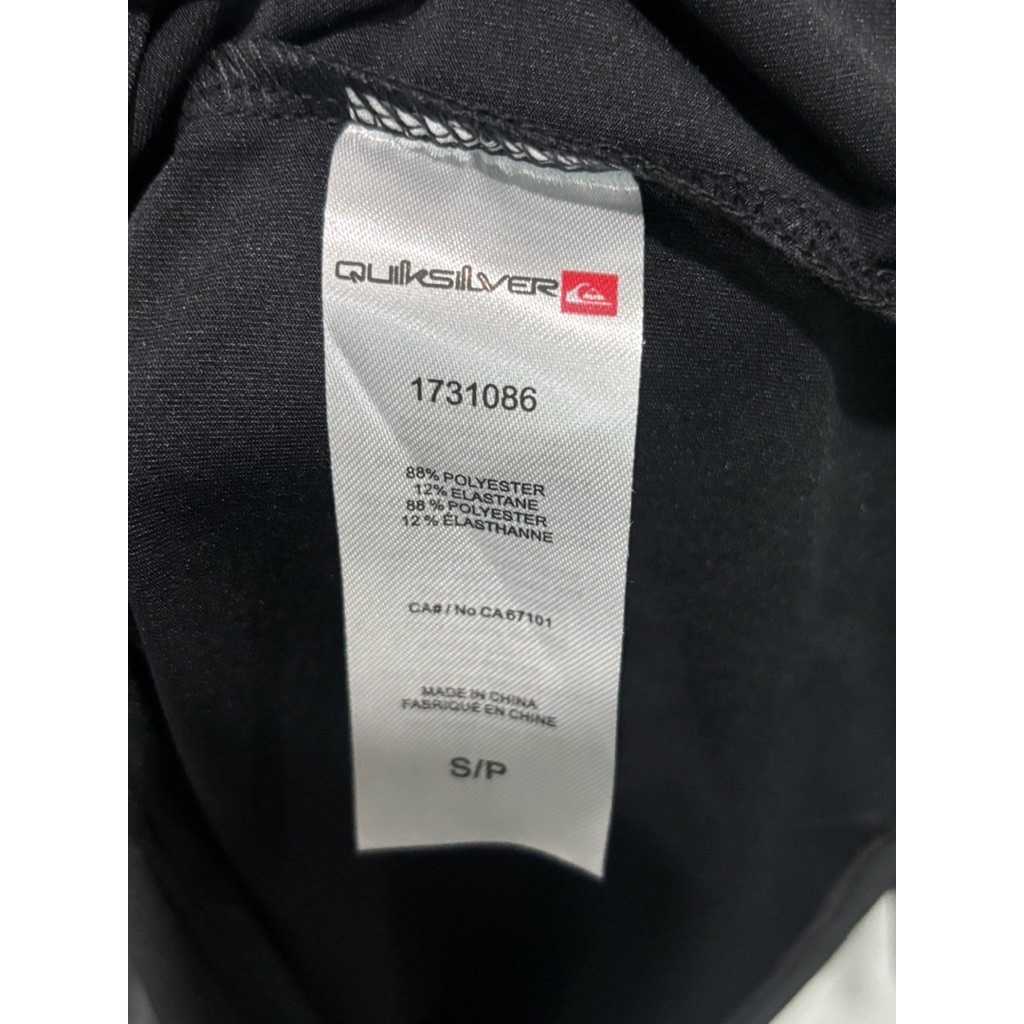 QUIKSILVER
1731086
88% POLYESTER
12% ELASTANE
88 % POLYESTER
12 % ÉLASTHANNE
CA# / No CA 67101
MADE IN CHINA
FABRIQUÉ EN CHINE
S/P